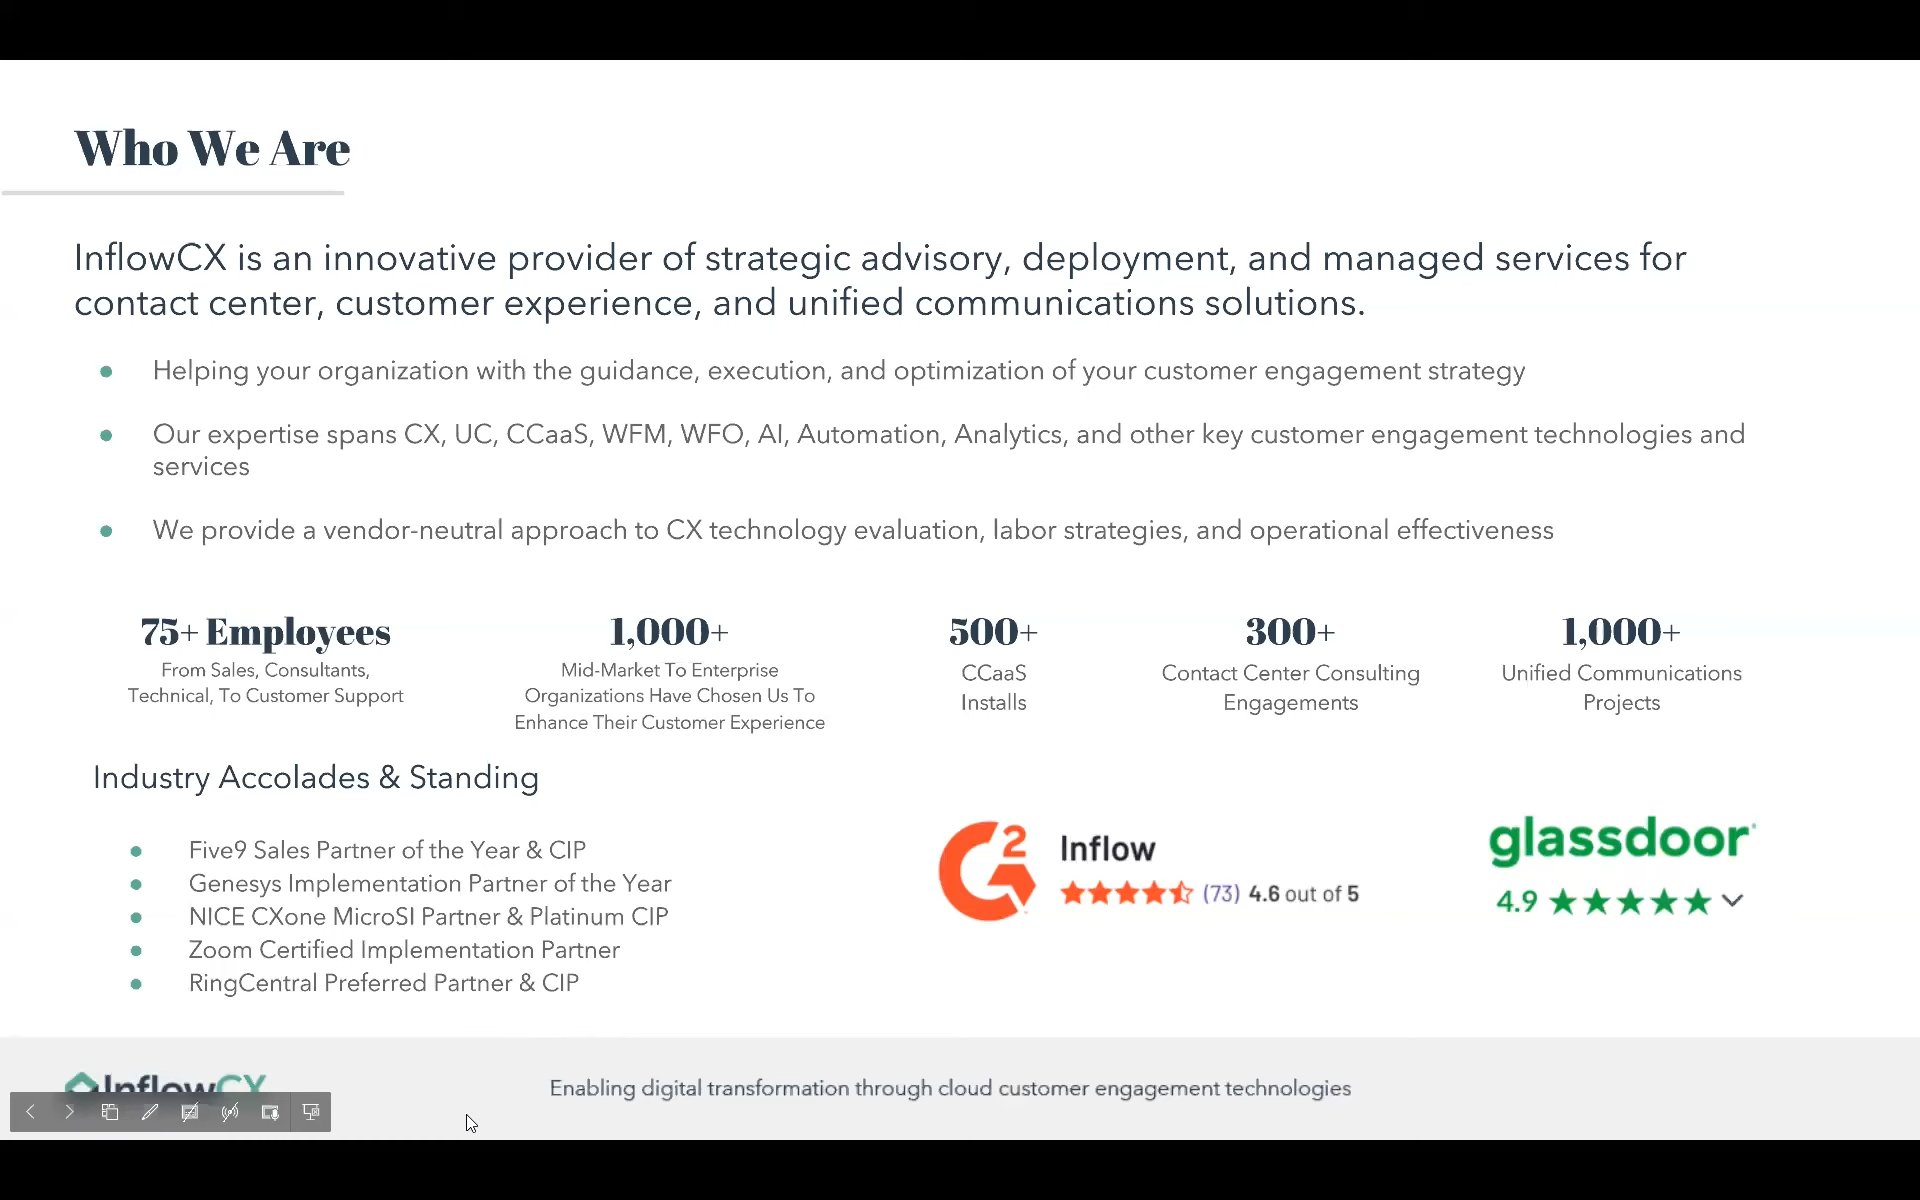 Who We Are
InflowCX is an innovative provider of strategic advisory, deployment, and managed services for
contact center, customer experience, and unified communications solutions.
Helping your organization with the guidance, execution, and optimization of your customer engagement strategy
Our expertise spans CX, UC, CCaaS, WFM, WFO, AI, Automation, Analytics, and other key customer engagement technologies and
services
We provide a vendor-neutral approach to CX technology evaluation, labor strategies, and operational effectiveness
75+ Employees
From Sales, Consultants,
Technical, To Customer Support
1,000+
Mid-Market To Enterprise
Organizations Have Chosen Us To
Enhance Their Customer Experience
500+
CCaaS
Installs
300+
Contact Center Consulting
Engagements
1,000+
Unified Communications
Projects
Industry Accolades & Standing
Five9 Sales Partner of the Year & CIP
Genesys Implementation Partner of the Year
NICE CXone MicroSI Partner & Platinum CIP
Zoom Certified Implementation Partner
RingCentral Preferred Partner & CIP
G2
Inflow
(73) 4.6 out of 5
glassdoor
4.9
InflowCX
Enabling digital transformation through cloud customer engagement technologies